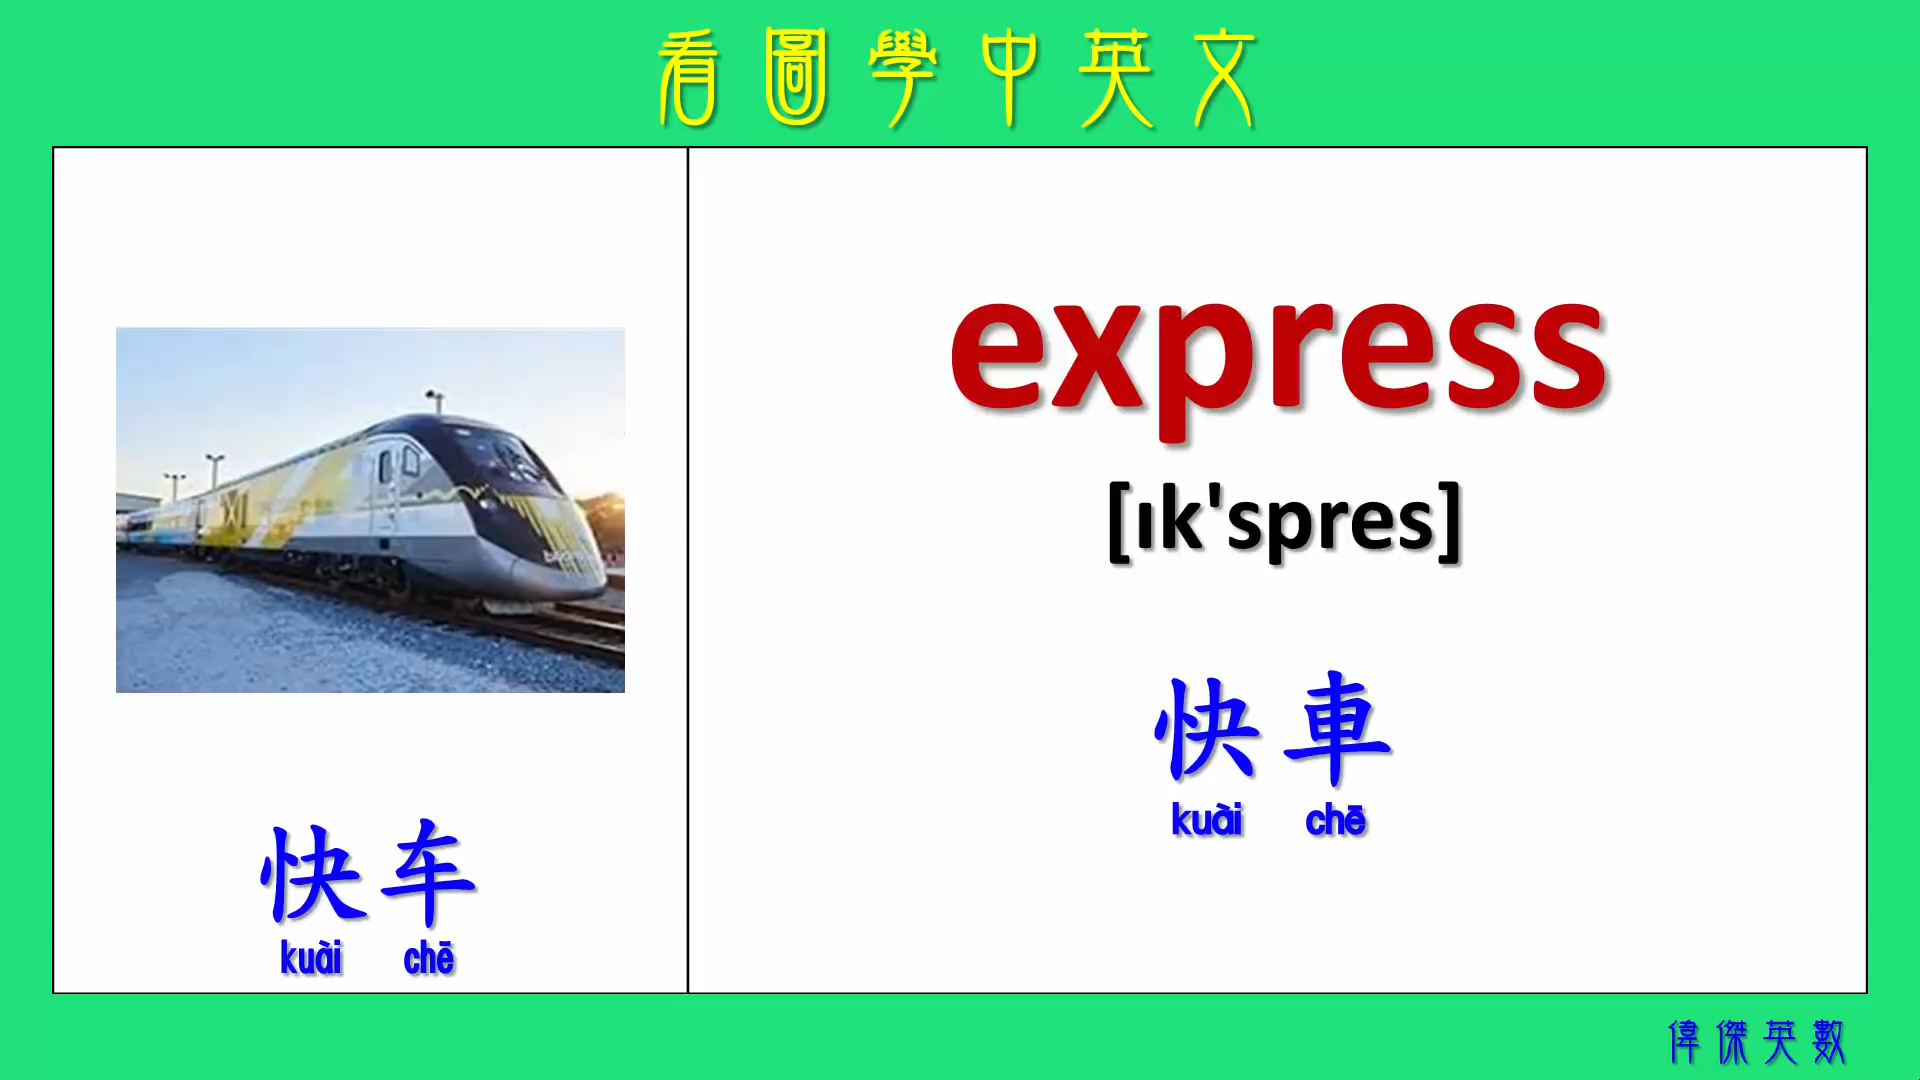 看圖學中英文
express
[ık'spres]
快車
kuài chē
快车
kuài chē
偉傑英數